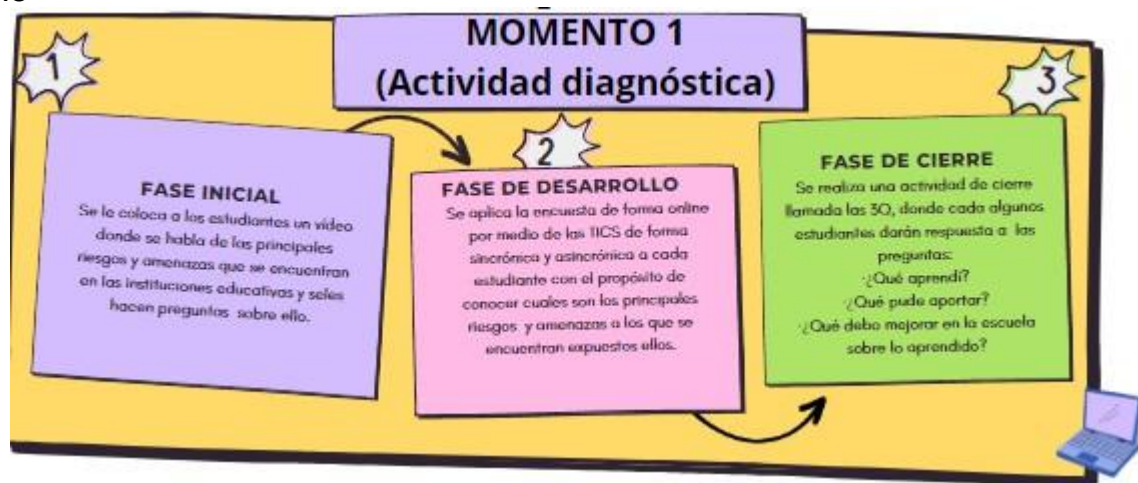 MOMENTO 1
(Actividad diagnóstica)
1
FASE INICIAL
Se le coloca a los estudiantes un vídeo
donde se habla de las principales
riesgos y amenazas que se encuentran
en las instituciones educativas y seles
hacen preguntas sobre ello.
2
FASE DE DESARROLLO
Se aplica la encuesta de forma online
por medio de las TICS de forma
sincrónica y asincrónica a cada
estudiante con el propósito de
conocer cuales son los principales
riesgos y amenazas a los que se
encuentran expuestos ellos.
3
FASE DE CIERRE
Se realiza una actividad de cierre
llamada las 3Q, donde cada algunos
estudiantes darán respuesta a las
preguntas:
·¿Qué aprendí?
·¿Qué pude aportar?
·¿Qué debo mejorar en la escuela
sobre lo aprendido?